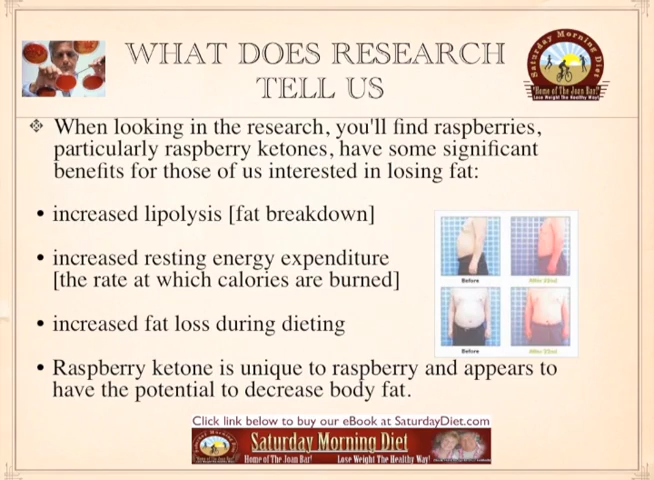 WHAT DOES RESEARCH
TELL US
Saturday Morning Diet
"Home of The Joan Bar!"
Lose Weight The Healthy Way!
When looking in the research, you'll find raspberries,
particularly raspberry ketones, have some significant
benefits for those of us interested in losing fat:
• increased lipolysis [fat breakdown]
• increased resting energy expenditure
[the rate at which calories are burned]
• increased fat loss during dieting
Before
Before
• Raspberry ketone is unique to raspberry and appears to
have the potential to decrease body fat.
Click link below to buy our eBook at SaturdayDiet.com
Saturday Morning Diet
Home of The Joan Bar! Lose Weight The Healthy Way!